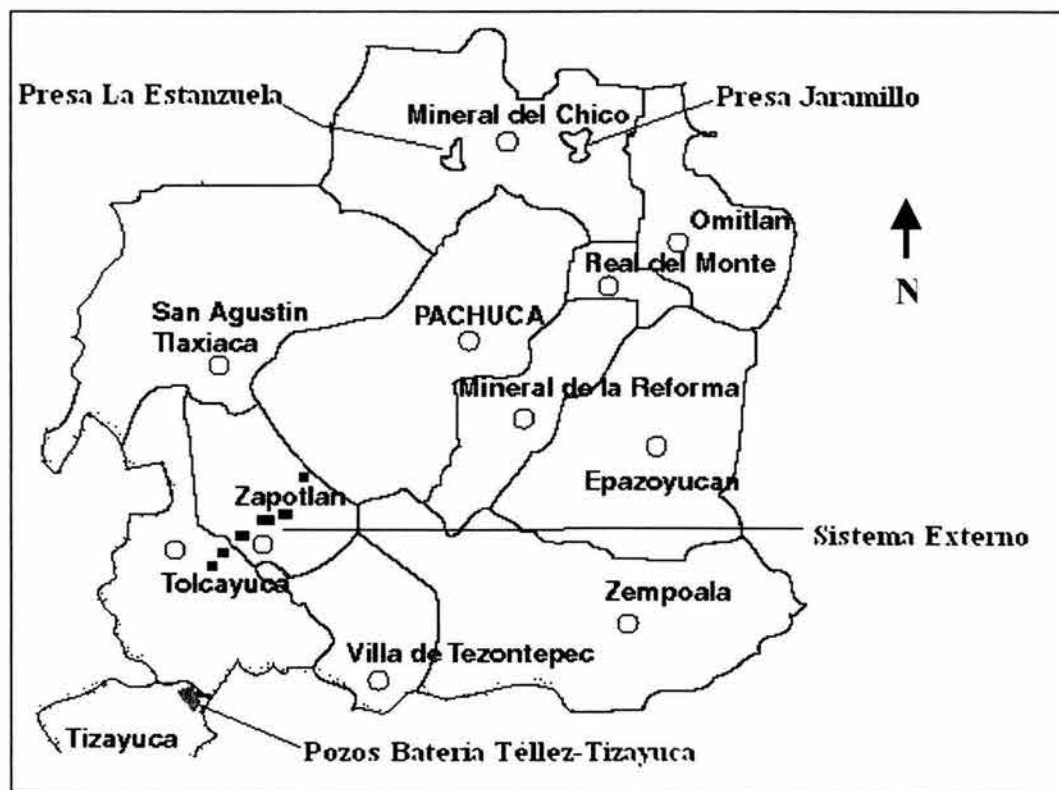 Presa La Estanzuela
Presa Jaramillo
Mineral del Chico
Omitlan
Real del Monte
N
San Agustin
Tlaxiaca
PACHUCA
Mineral de la Reforma
Epazoyucan
Zapotlan
Sistema Externo
Tolcayuca
Zempoala
Villa de Tezontepec
Tizayuca
Pozos Bateria Téllez-Tizayuca